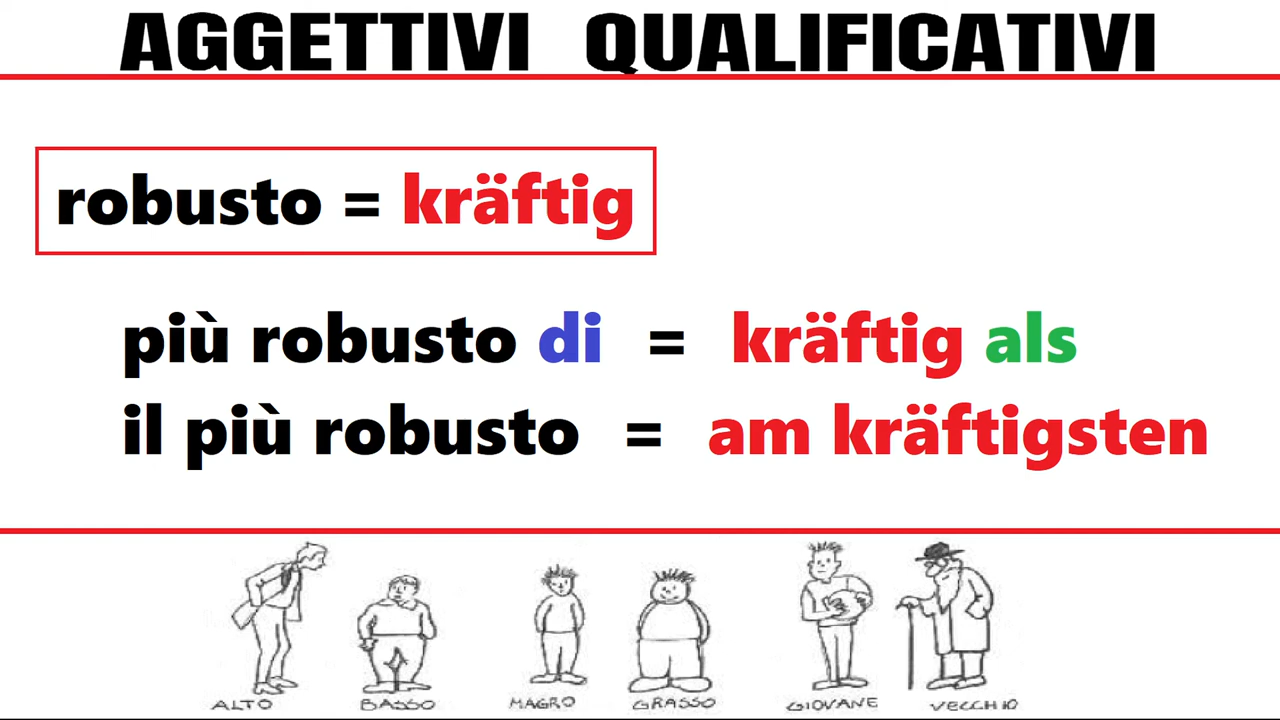 AGGETTIVI QUALIFICATIVI
robusto = kräftig
più robusto di = kräftig als
il più robusto = am kräftigsten
ALTO BASSO MAGRO GRASSO GIOVANE VECCHIO